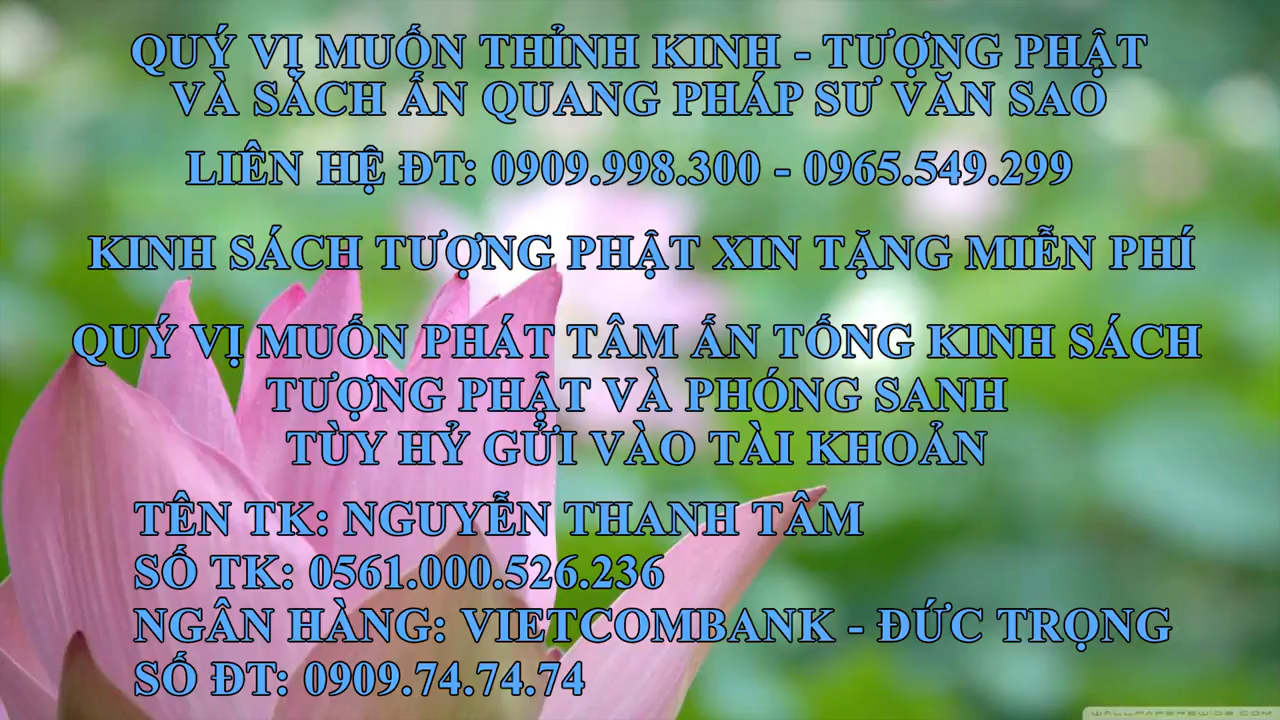 QUÝ VỊ MUỐN THỈNH KINH - TƯỢNG PHẬT
VÀ SÁCH ẤN QUANG PHÁP SƯ VĂN SAO
LIÊN HỆ ĐT: 0909.998.300 - 0965.549.299
KINH SÁCH TƯỢNG PHẬT XIN TẶNG MIỄN PHÍ
QUÝ VỊ MUỐN PHÁT TÂM ẤN TỐNG KINH SÁCH
TƯỢNG PHẬT VÀ PHÓNG SANH
TÙY HỶ GỬI VÀO TÀI KHOẢN
TÊN TK: NGUYỄN THANH TÂM
SỐ TK: 0561.000.526.236
NGÂN HÀNG: VIETCOMBANK - ĐỨC TRỌNG
SỐ ĐT: 0909.74.74.74
WALLPAPERSWIDE.COM